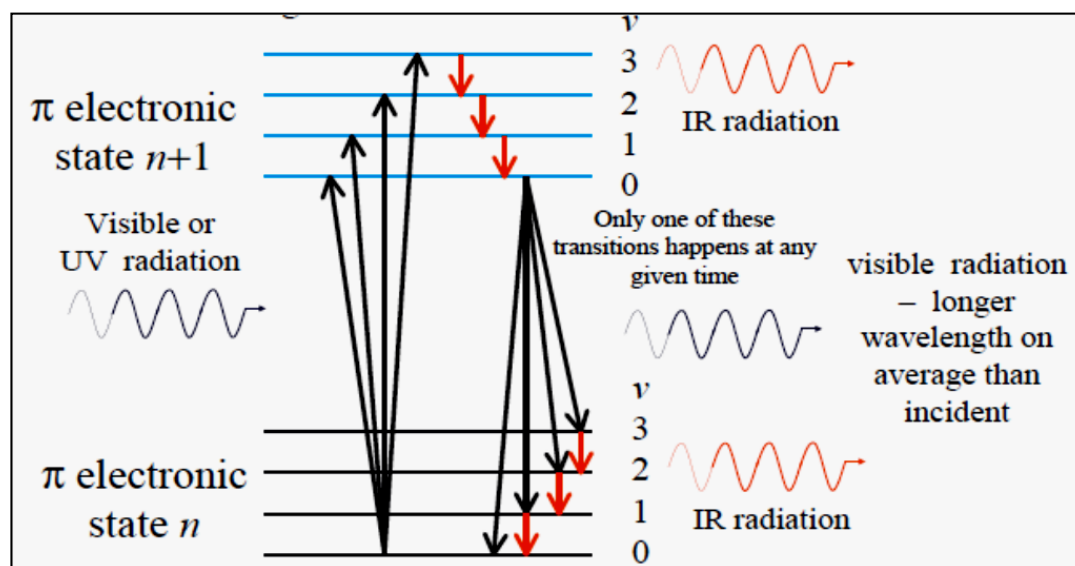 v
3
2
1
0
π electronic
state n+1
IR radiation
Visible or
UV radiation
Only one of these
transitions happens at any
given time
visible radiation
– longer
wavelength on
average than
incident
v
3
2
1
0
π electronic
state n
IR radiation